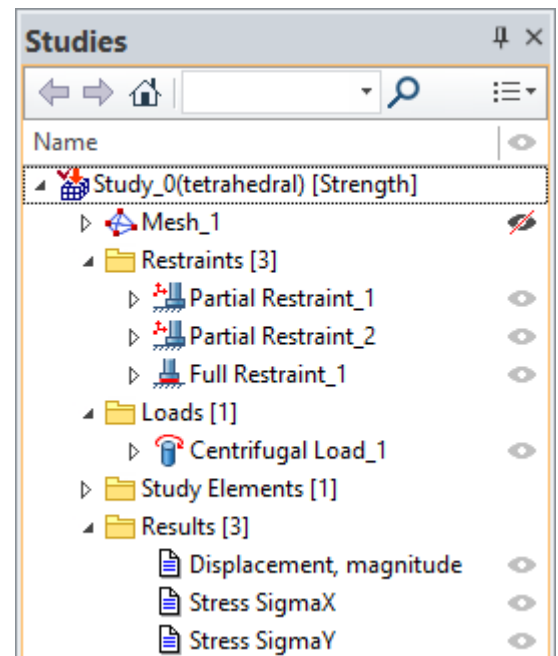 Studies
Name
Study_0(tetrahedral) [Strength]
Mesh_1
Restraints [3]
Partial Restraint_1
Partial Restraint_2
Full Restraint_1
Loads [1]
Centrifugal Load_1
Study Elements [1]
Results [3]
Displacement, magnitude
Stress SigmaX
Stress SigmaY